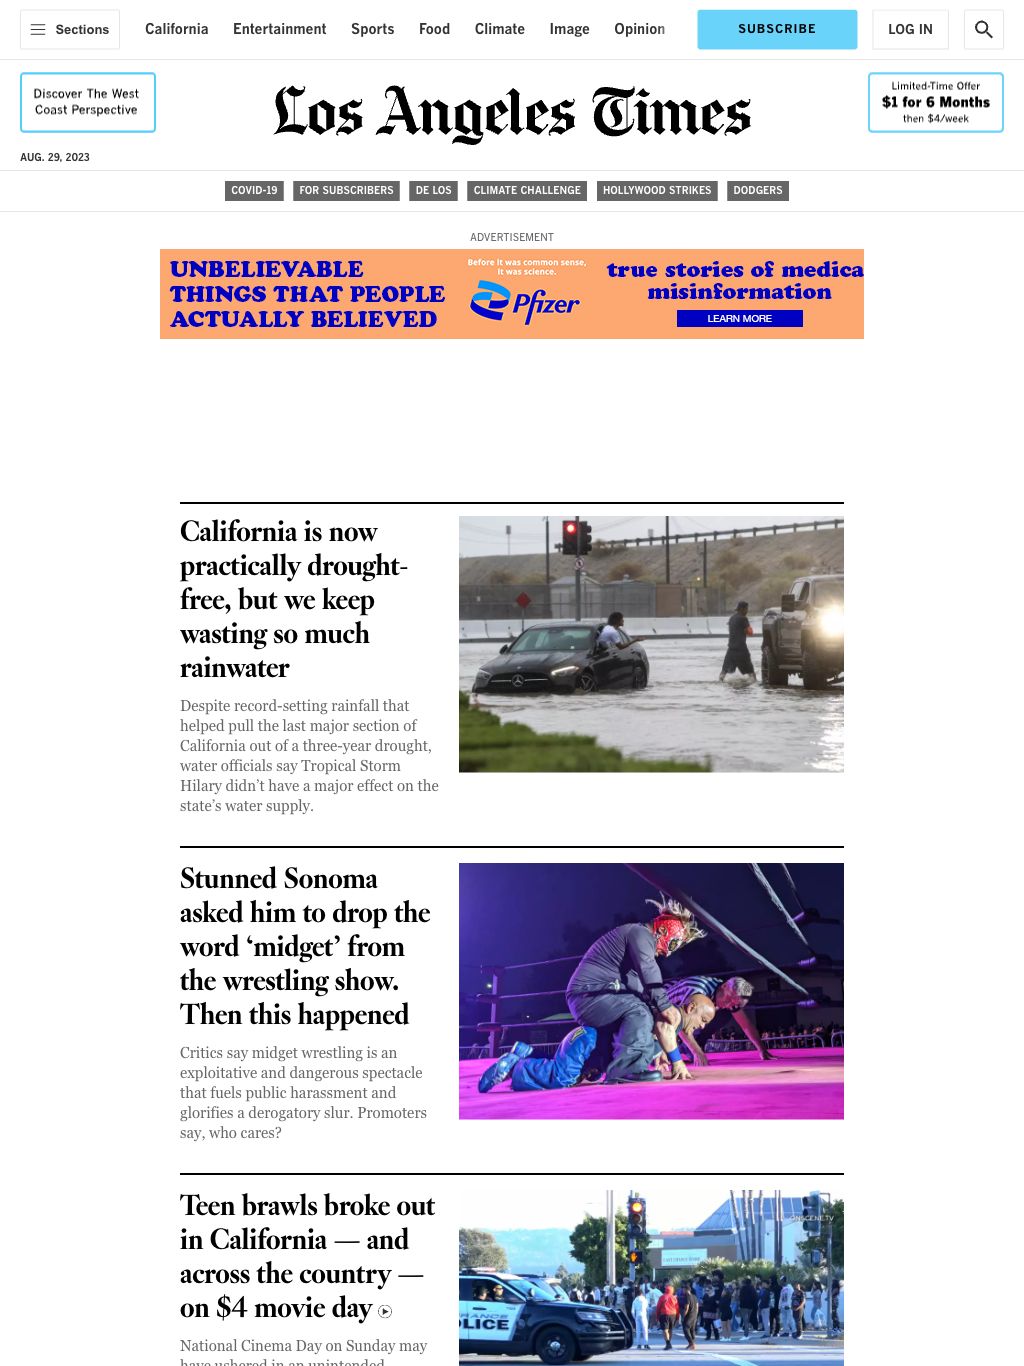 Sections
California
Entertainment
Sports
Food
Climate
Image
Opinion
SUBSCRIBE
LOG IN
Discover The West
Coast Perspective
Los Angeles Times
Limited-Time Offer
$1 for 6 Months
then $4/week
AUG. 29, 2023
COVID-19
FOR SUBSCRIBERS
DE LOS
CLIMATE CHALLENGE
HOLLYWOOD STRIKES
DODGERS
ADVERTISEMENT
UNBELIEVABLE
THINGS THAT PEOPLE
ACTUALLY BELIEVED
Before it was common sense,
it was science.
Pfizer
true stories of medica
misinformation
LEARN MORE
California is now
practically drought-
free, but we keep
wasting so much
rainwater
Despite record-setting rainfall that
helped pull the last major section of
California out of a three-year drought,
water officials say Tropical Storm
Hilary didn’t have a major effect on the
state’s water supply.
Stunned Sonoma
asked him to drop the
word ‘midget’ from
the wrestling show.
Then this happened
Critics say midget wrestling is an
exploitative and dangerous spectacle
that fuels public harassment and
glorifies a derogatory slur. Promoters
say, who cares?
Teen brawls broke out
in California — and
across the country —
on $4 movie day
National Cinema Day on Sunday may
have ushered in an unintended
ONSCENE.TV